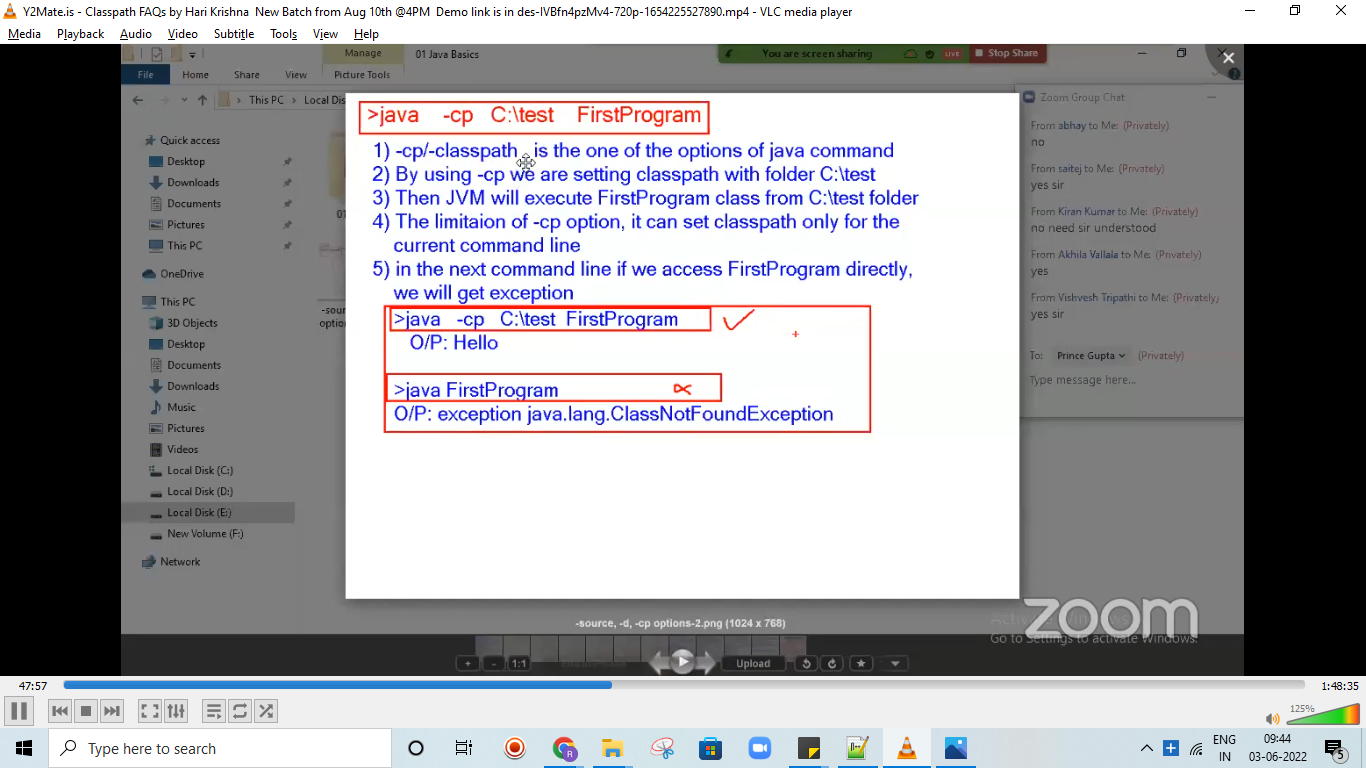 Y2Mate.is - Classpath FAQs by Hari Krishna  New Batch from Aug 10th @4PM  Demo link is in des-IVBfn4pzMv4-720p-1654225527890.mp4 - VLC media player
Media Playback Audio Video Subtitle Tools View Help
Manage 01 Java Basics
You are screen sharing LIVE Stop Share
File Home Share View Picture Tools
This PC Local Dis
Zoom Group Chat
Quick access
Desktop
Downloads
Documents
Pictures
This PC
OneDrive
This PC
3D Objects
Desktop
Documents
Downloads
Music
Pictures
Videos
Local Disk (C:)
Local Disk (D:)
Local Disk (E:)
New Volume (F:)
Network
01
-sour
option
>java -cp C:\test FirstProgram
1) -cp/-classpath , is the one of the options of java command
2) By using -cp we are setting classpath with folder C:\test
3) Then JVM will execute FirstProgram class from C:\test folder
4) The limitaion of -cp option, it can set classpath only for the
current command line
5) in the next command line if we access FirstProgram directly,
we will get exception
>java -cp C:\test FirstProgram
O/P: Hello
>java FirstProgram
O/P: exception java.lang.ClassNotFoundException
From abhay to Me: (Privately)
no
From saitej to Me: (Privately)
yes sir
From Kiran Kumar to Me: (Privately)
no need sir understood
From Akhila Vallala to Me: (Privately)
yes
From Vishvesh Tripathi to Me: (Privately)
yes sir
To: Prince Gupta (Privately)
Type message here...
zoom
Activate Windows
Go to Settings to activate Windows.
-source, -d, -cp options-2.png (1024 x 768)
+ - 1:1 Upload
47:57 1:48:35
125%
Type here to search
ENG 09:44
IN 03-06-2022
5